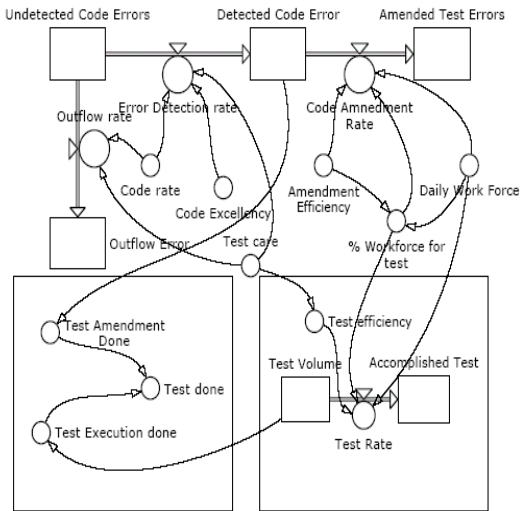 Undetected Code Errors
Detected Code Error
Amended Test Errors
Outflow rate
Error Detection rate
Code Amnedment
Rate
Code rate
Code Excellency
Amendment
Efficiency
Daily Work Force
Outflow Error
Test care
% Workforce for
test
Test Amendment
Done
Test efficiency
Test done
Test Volume
Accomplished Test
Test Execution done
Test Rate